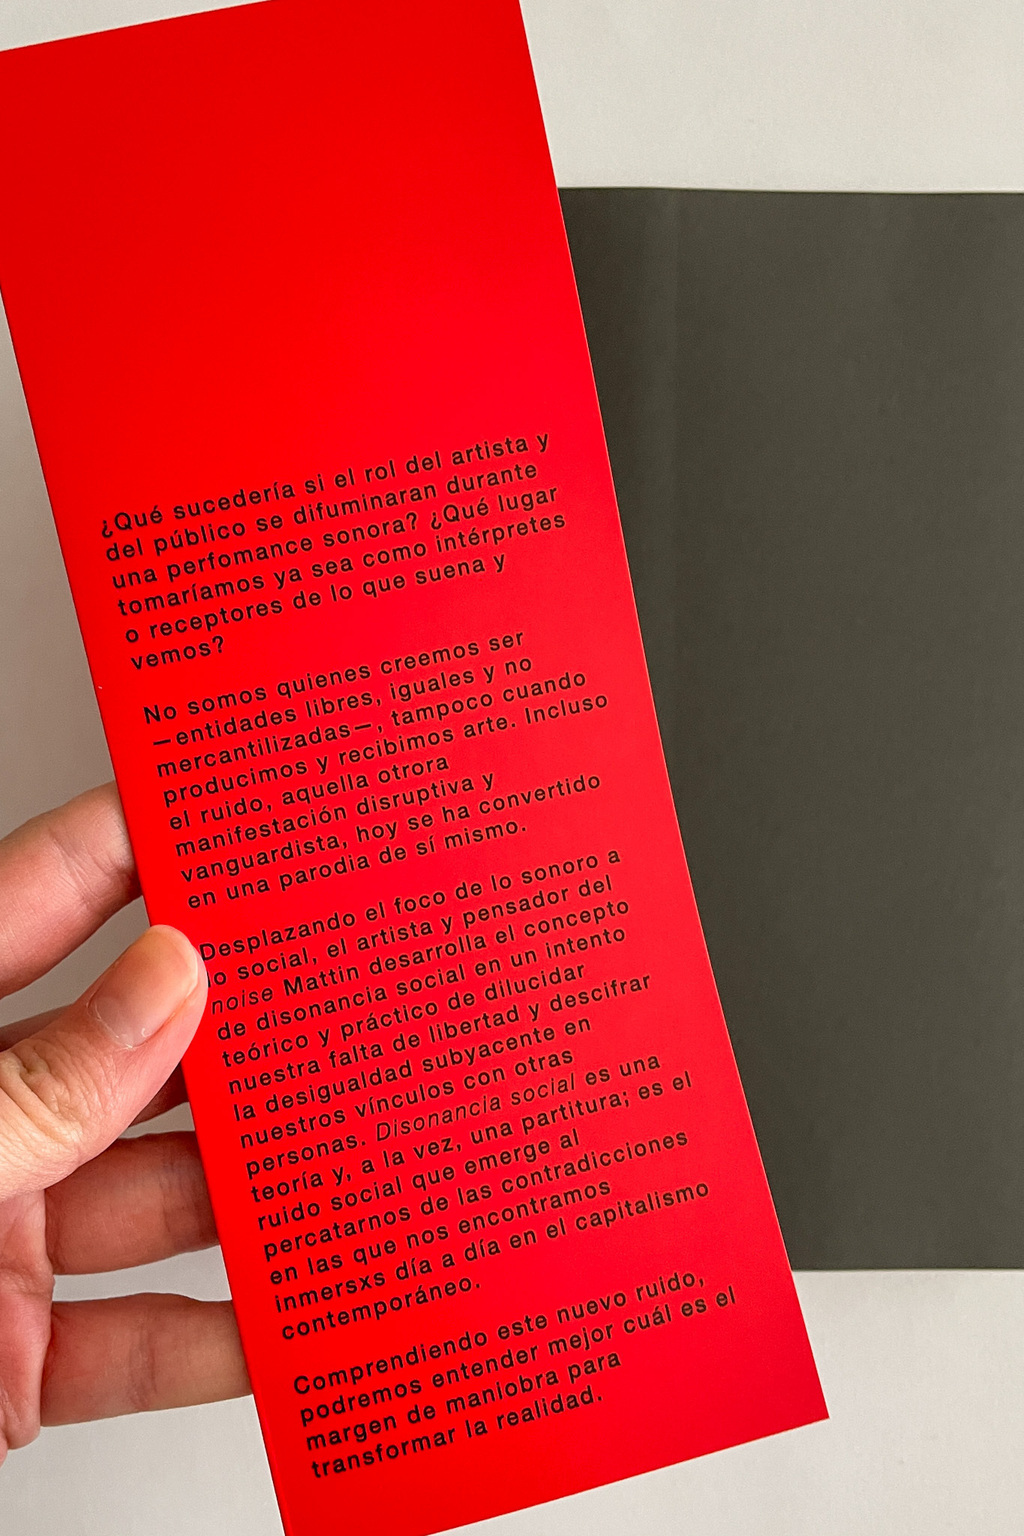 ¿Qué sucedería si el rol del artista y
del público se difuminaran durante
una perfomance sonora? ¿Qué lugar
tomaríamos ya sea como intérpretes
o receptores de lo que suena y
vemos?
No somos quienes creemos ser
—entidades libres, iguales y no
mercantilizadas—, tampoco cuando
producimos y recibimos arte. Incluso
el ruido, aquella otrora
manifestación disruptiva y
vanguardista, hoy se ha convertido
en una parodia de sí mismo.
Desplazando el foco de lo sonoro a
lo social, el artista y pensador del
noise Mattin desarrolla el concepto
de disonancia social en un intento
teórico y práctico de dilucidar
nuestra falta de libertad y descifrar
la desigualdad subyacente en
nuestros vínculos con otras
personas. Disonancia social es una
teoría y, a la vez, una partitura; es el
ruido social que emerge al
percatarnos de las contradicciones
en las que nos encontramos
inmersxs día a día en el capitalismo
contemporáneo.
Comprendiendo este nuevo ruido,
podremos entender mejor cuál es el
margen de maniobra para
transformar la realidad.